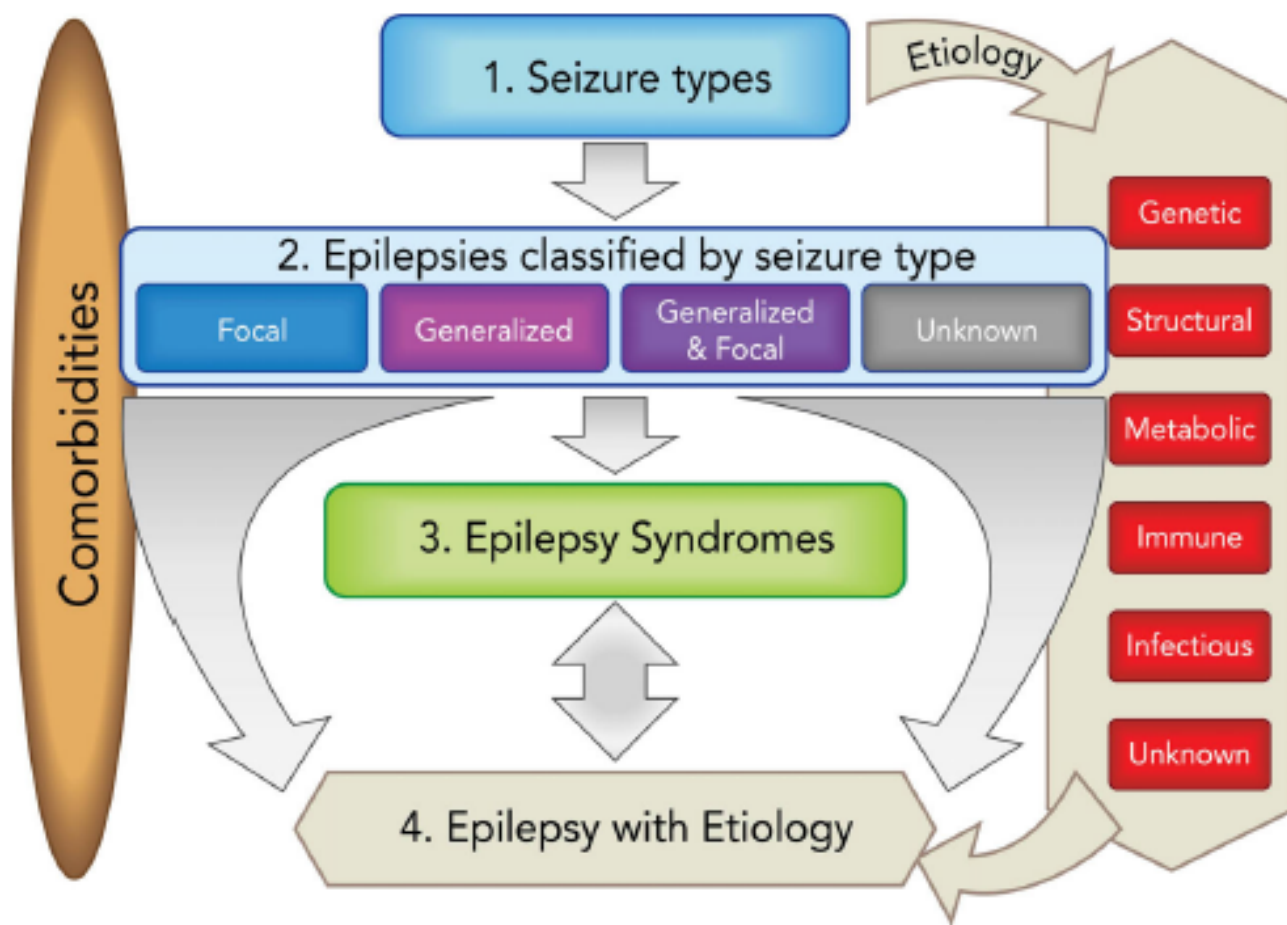 1. Seizure types
Etiology
Comorbidities
2. Epilepsies classified by seizure type
Focal
Generalized
Generalized
& Focal
Unknown
3. Epilepsy Syndromes
4. Epilepsy with Etiology
Genetic
Structural
Metabolic
Immune
Infectious
Unknown